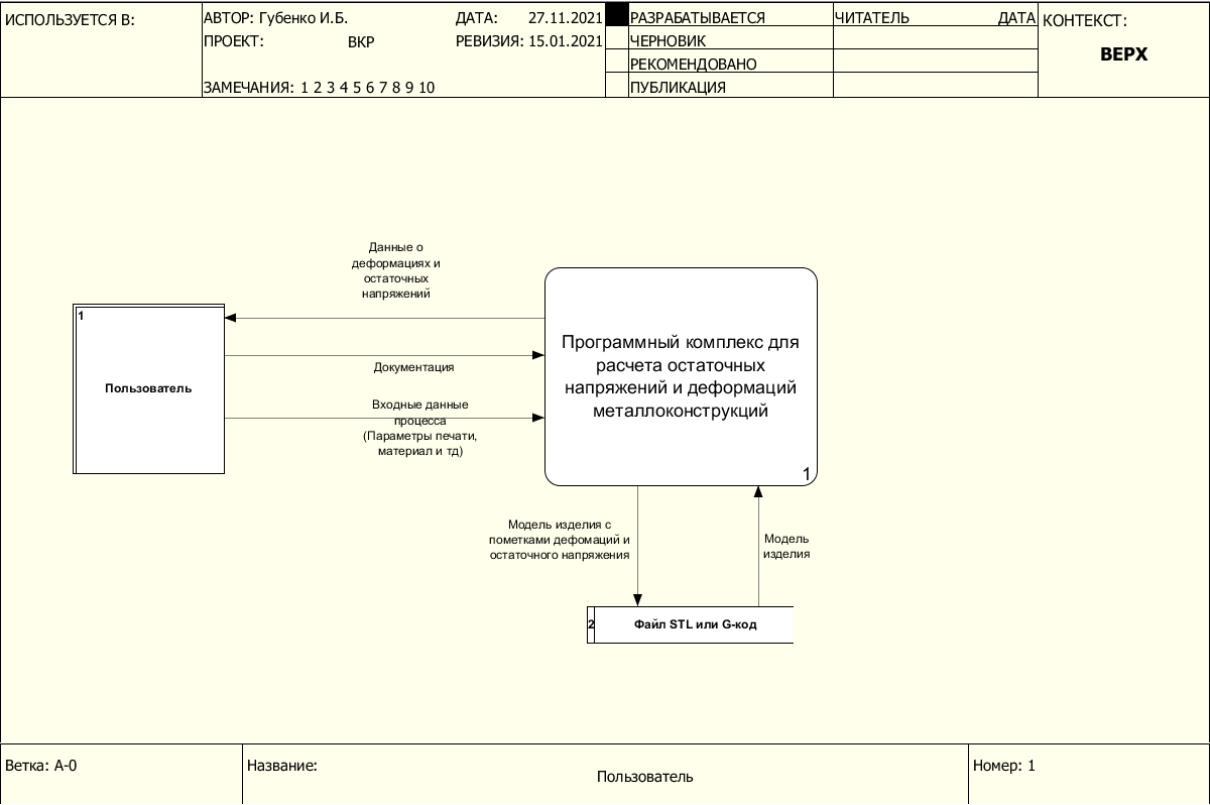 ИСПОЛЬЗУЕТСЯ В:
АВТОР: Губенко И.Б.
ДАТА: 27.11.2021
ПРОЕКТ: ВКР
РЕВИЗИЯ: 15.01.2021
ЗАМЕЧАНИЯ: 1 2 3 4 5 6 7 8 9 10
РАЗРАБАТЫВАЕТСЯ
ЧЕРНОВИК
РЕКОМЕНДОВАНО
ПУБЛИКАЦИЯ
ЧИТАТЕЛЬ
ДАТА
КОНТЕКСТ:
ВЕРХ
Данные о
деформациях и
остаточных
напряжений
1
Пользователь
Документация
Входные данные
процесса
(Параметры печати,
материал и тд)
Программный комплекс для
расчета остаточных
напряжений и деформаций
металлоконструкций
1
Модель изделия с
пометками дефомаций и
остаточного напряжения
Модель
изделия
2
Файл STL или G-код
Ветка: А-0
Название:
Пользователь
Номер: 1